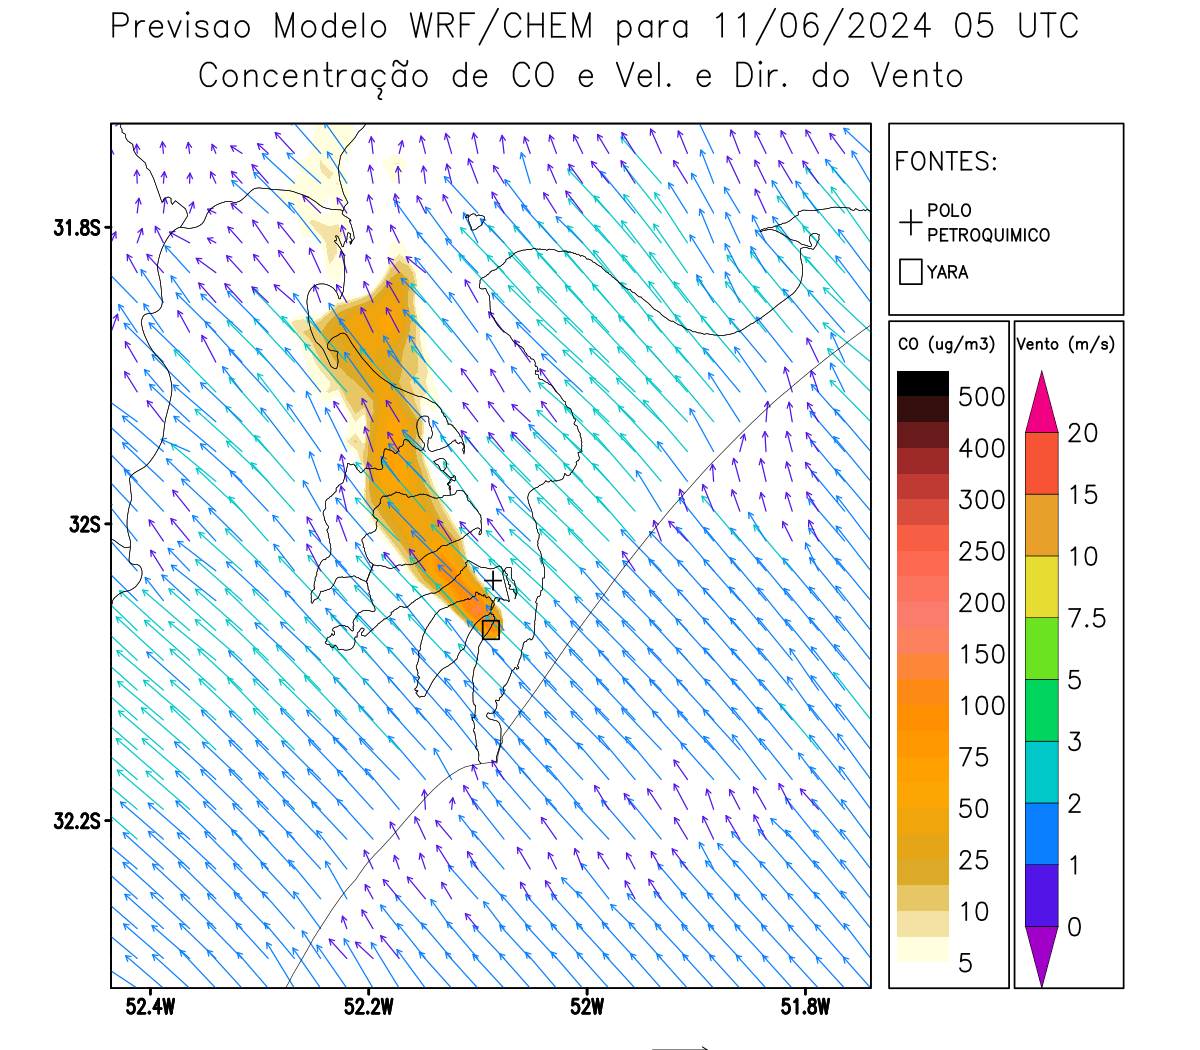 Previsao Modelo WRF/CHEM para 11/06/2024 05 UTC
Concentração de CO e Vel. e Dir. do Vento
FONTES:
POLO
PETROQUIMICO
YARA
CO (ug/m3)
500
400
300
250
200
150
100
75
50
25
10
5
Vento (m/s)
20
15
10
7.5
5
3
2
1
0
31.8S
32S
32.2S
52.4W
52.2W
52W
51.8W